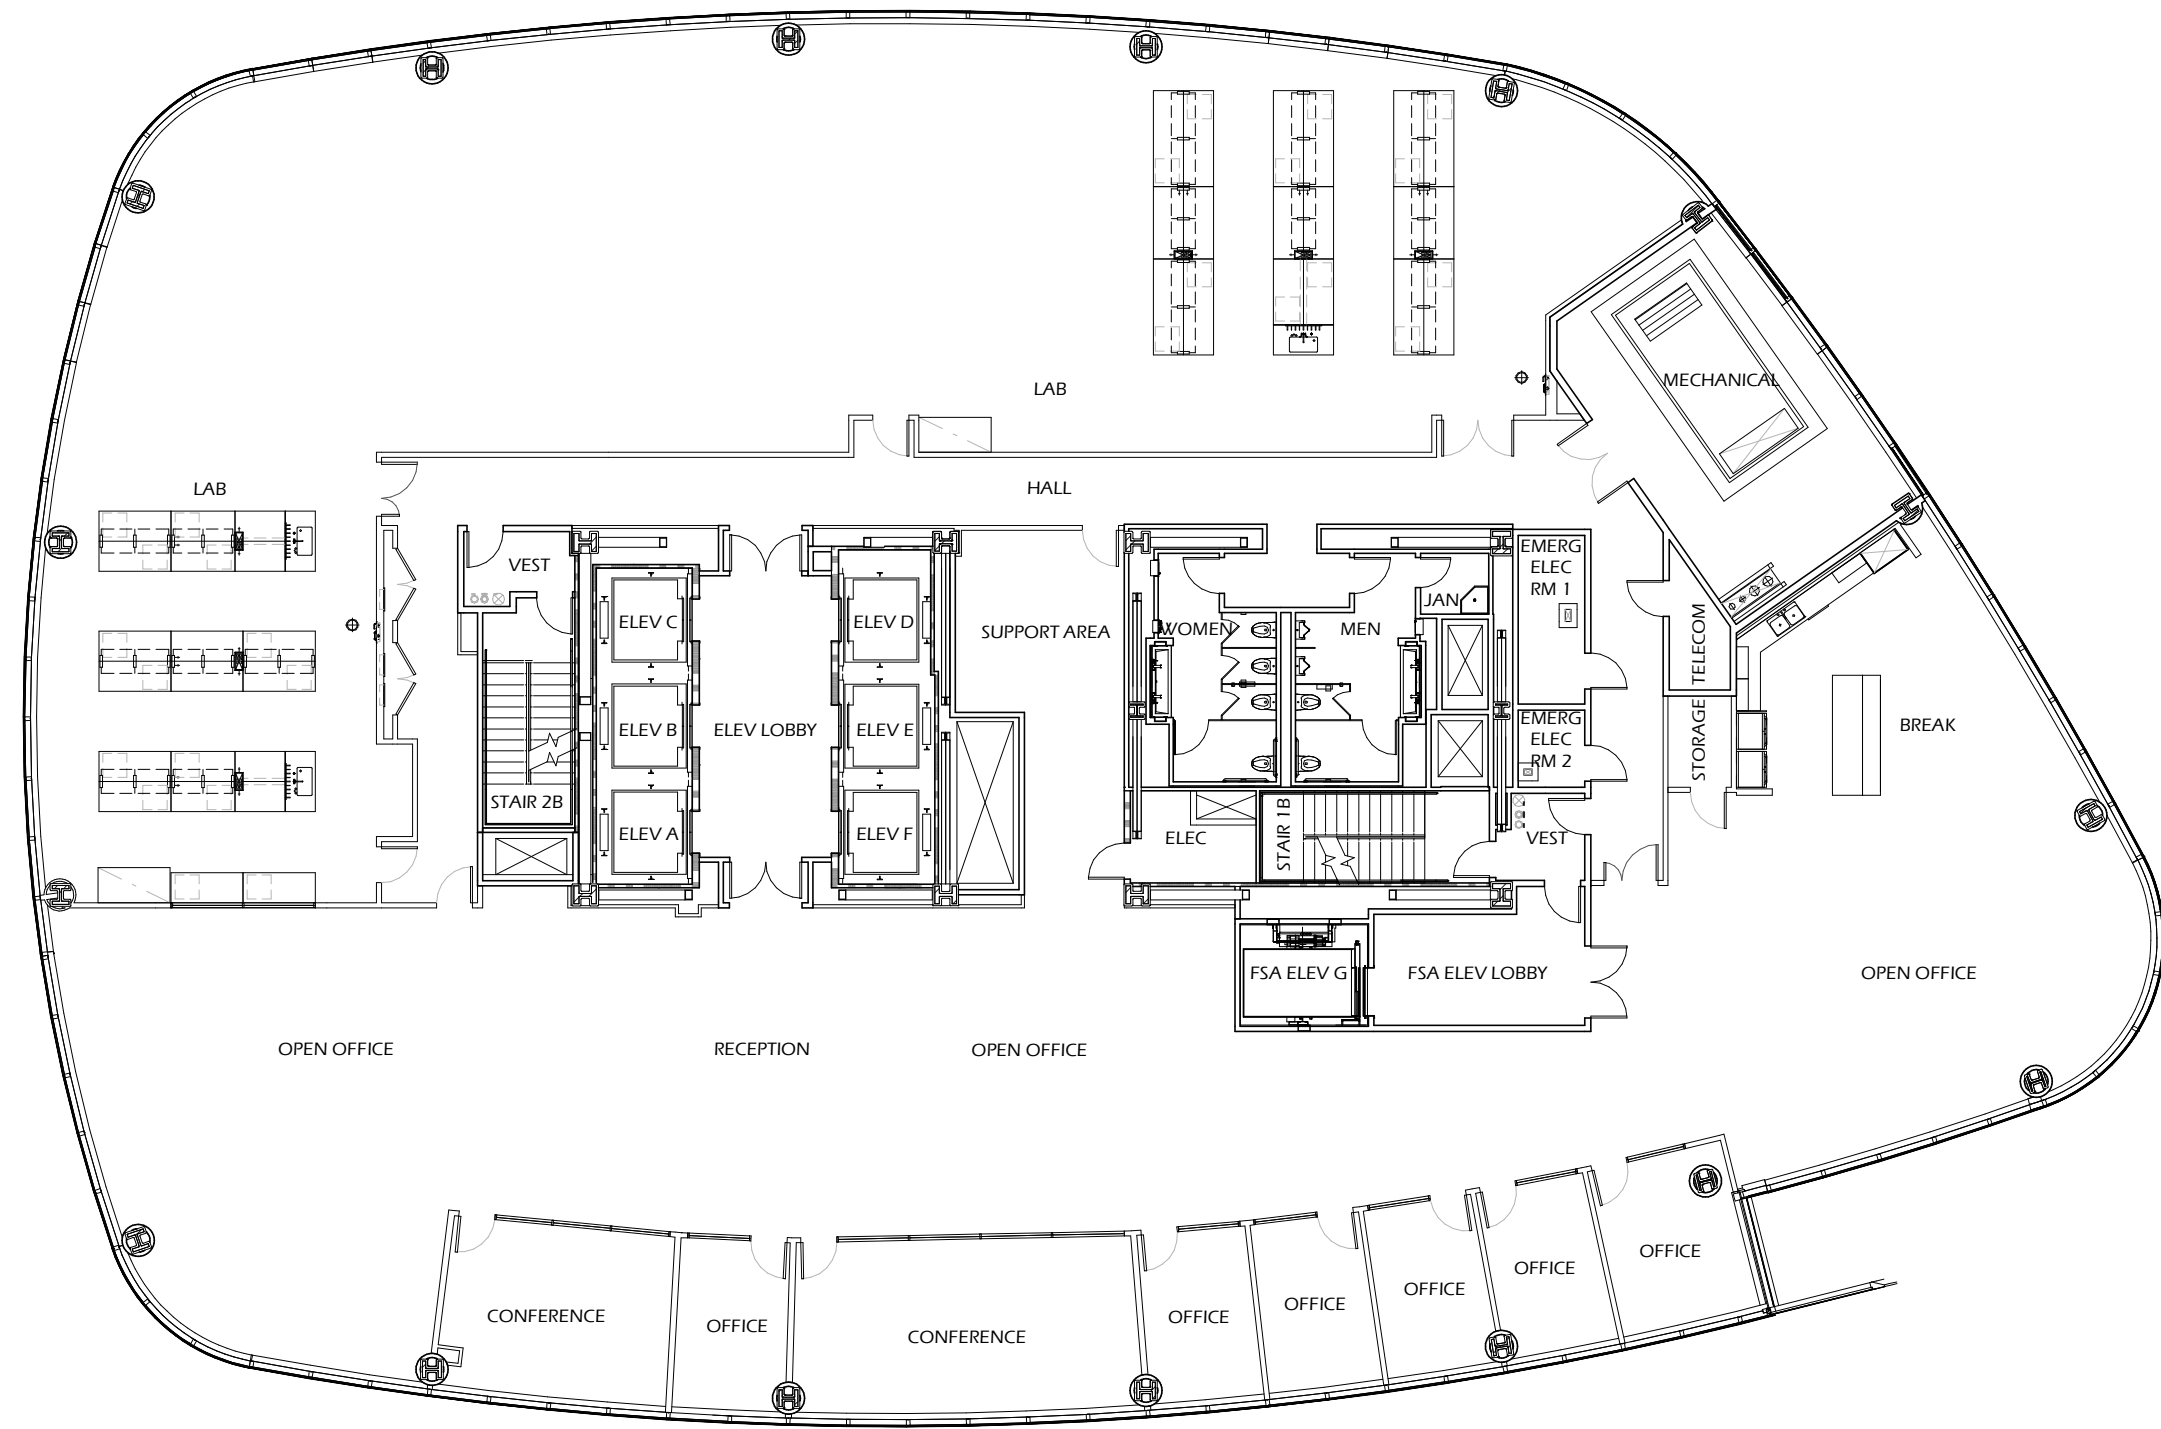 LAB
MECHANICAL
LAB
HALL
VEST
ELEV C
ELEV D
SUPPORT AREA
WOMEN
MEN
JAN
EMERG
ELEC
RM 1
TELECOM
ELEV B
ELEV LOBBY
ELEV E
EMERG
ELEC
RM 2
STORAGE
BREAK
STAIR 2B
ELEV A
ELEV F
ELEC
STAIR 1B
VEST
FSA ELEV G
FSA ELEV LOBBY
OPEN OFFICE
OPEN OFFICE
RECEPTION
OPEN OFFICE
CONFERENCE
OFFICE
CONFERENCE
OFFICE
OFFICE
OFFICE
OFFICE
OFFICE